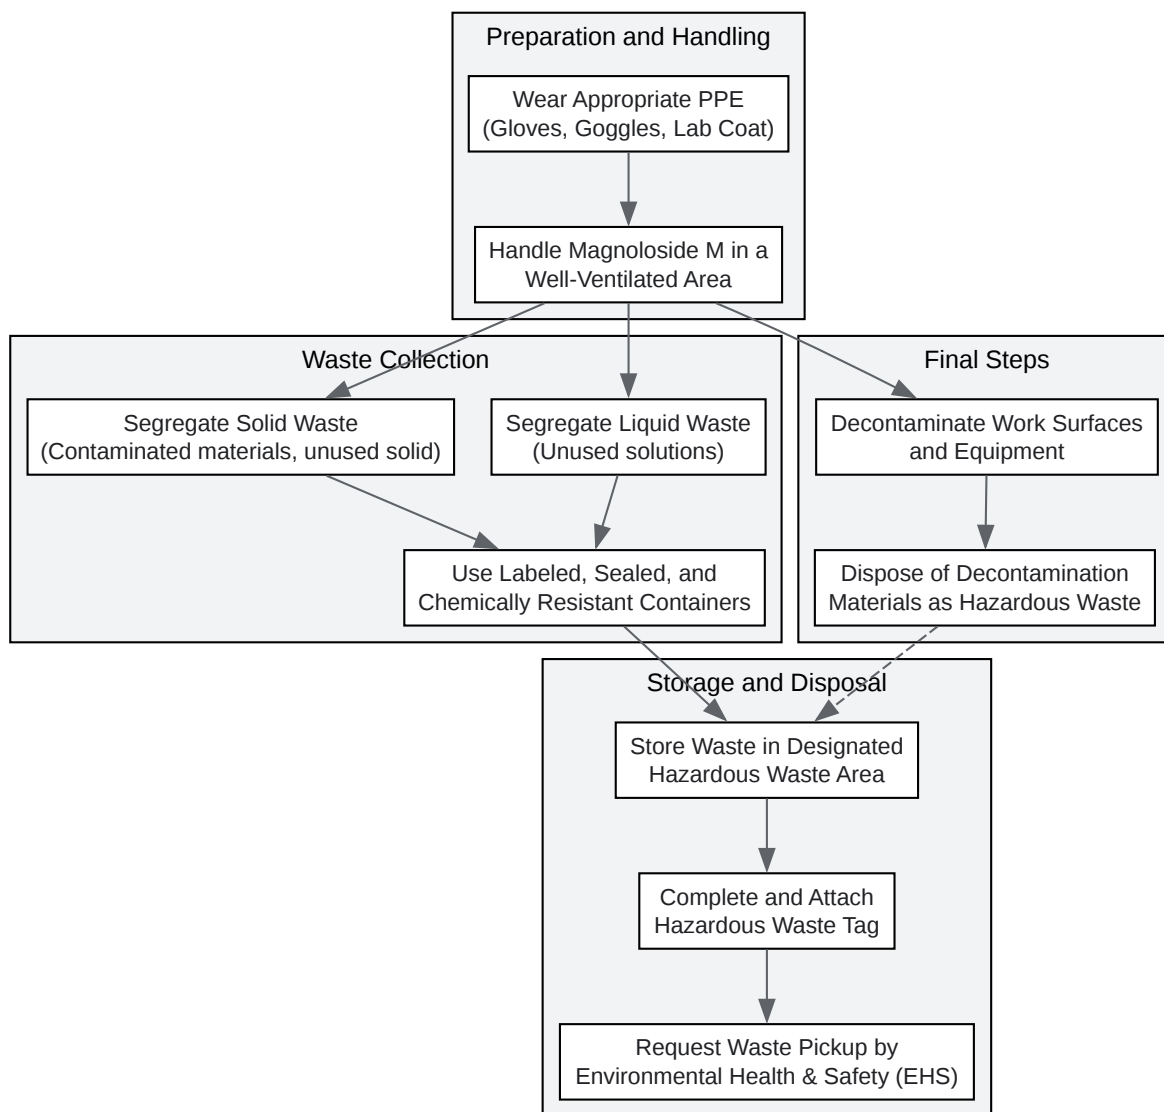 Preparation and Handling
Wear Appropriate PPE
(Gloves, Goggles, Lab Coat)
Handle Magnoloside M in a
Well-Ventilated Area
Waste Collection
Segregate Solid Waste
(Contaminated materials, unused solid)
Segregate Liquid Waste
(Unused solutions)
Use Labeled, Sealed, and
Chemically Resistant Containers
Final Steps
Decontaminate Work Surfaces
and Equipment
Dispose of Decontamination
Materials as Hazardous Waste
Storage and Disposal
Store Waste in Designated
Hazardous Waste Area
Complete and Attach
Hazardous Waste Tag
Request Waste Pickup by
Environmental Health & Safety (EHS)